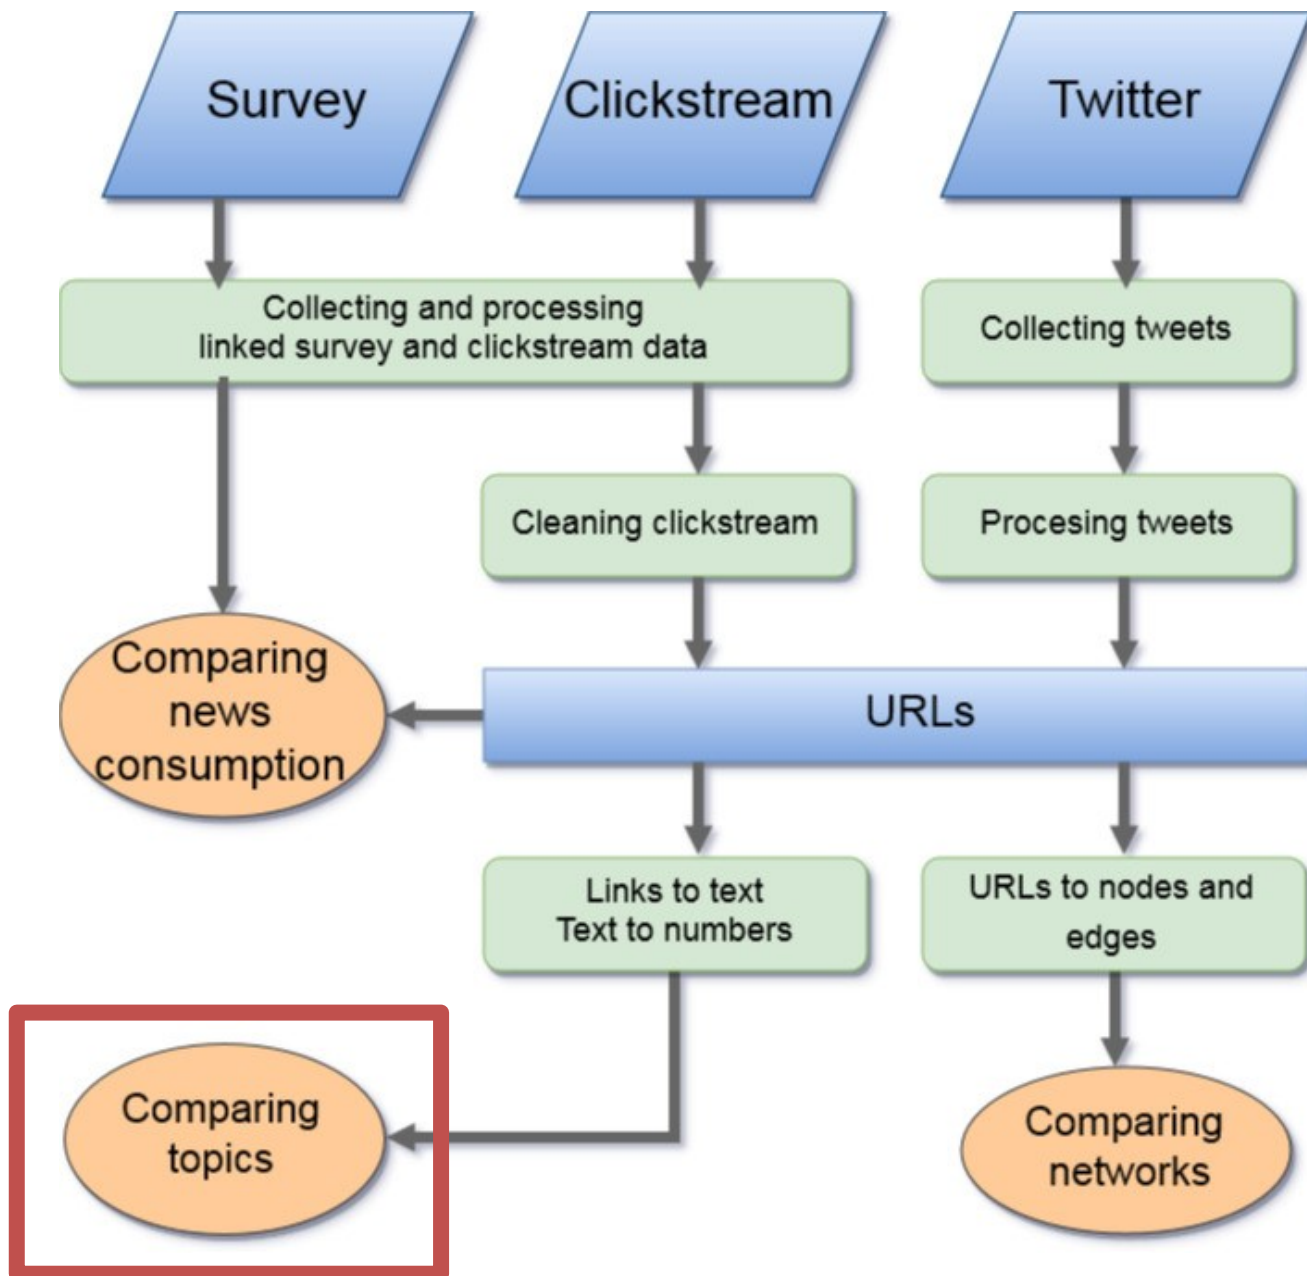 Survey
Clickstream
Twitter
Collecting and processing
linked survey and clickstream data
Collecting tweets
Cleaning clickstream
Procesing tweets
Comparing
news
consumption
URLs
Links to text
Text to numbers
URLs to nodes and
edges
Comparing
topics
Comparing
networks